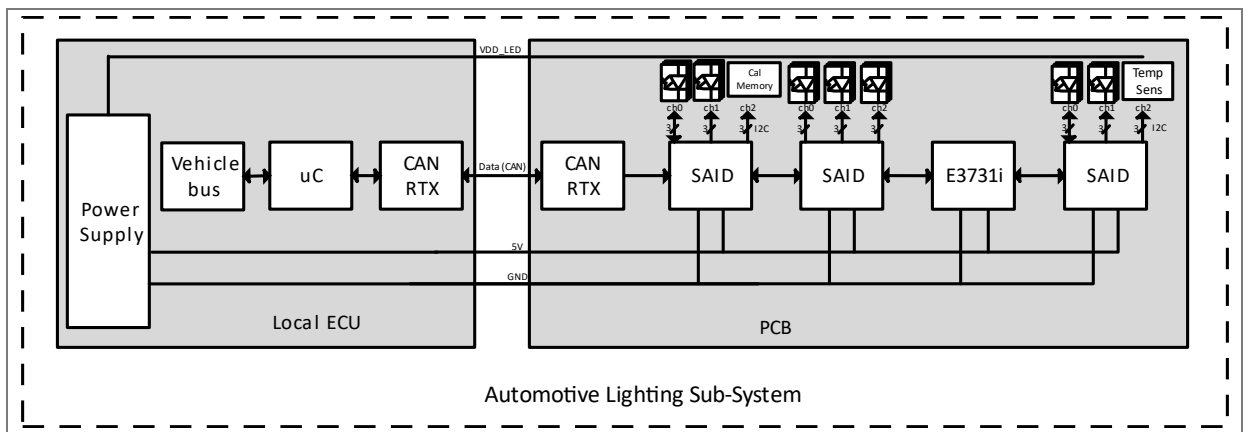 VDD_LED
Cal
Memory
Temp
Sens
ch0
ch1
ch2
ch0
ch1
ch2
ch0
ch1
ch2
3
3
3
I2C
3
3
3
3
3
3
I2C
Vehicle
bus
uC
CAN
RTX
Data (CAN)
CAN
RTX
SAID
SAID
E3731i
SAID
Power
Supply
5V
GND
Local ECU
PCB
Automotive Lighting Sub-System